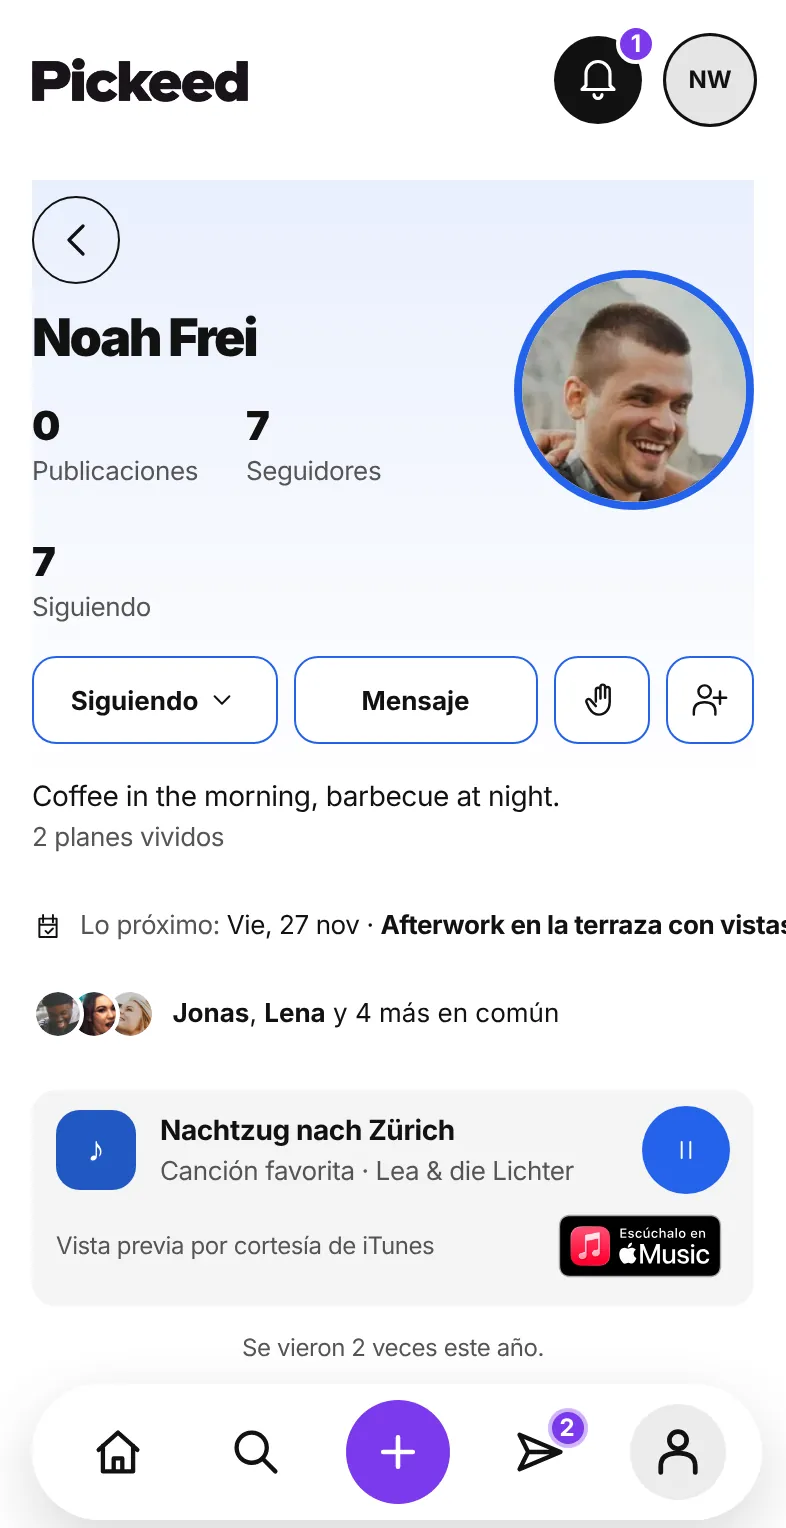 Pickeed
1
NW
Noah Frei
0
Publicaciones
7
Seguidores
7
Siguiendo
Siguiendo
Mensaje
Coffee in the morning, barbecue at night.
2 planes vividos
Lo próximo: Vie, 27 nov · Afterwork en la terraza con vistas
Jonas, Lena y 4 más en común
Nachtzug nach Zürich
Canción favorita · Lea & die Lichter
Vista previa por cortesía de iTunes
Escúchalo en
Music
Se vieron 2 veces este año.
2